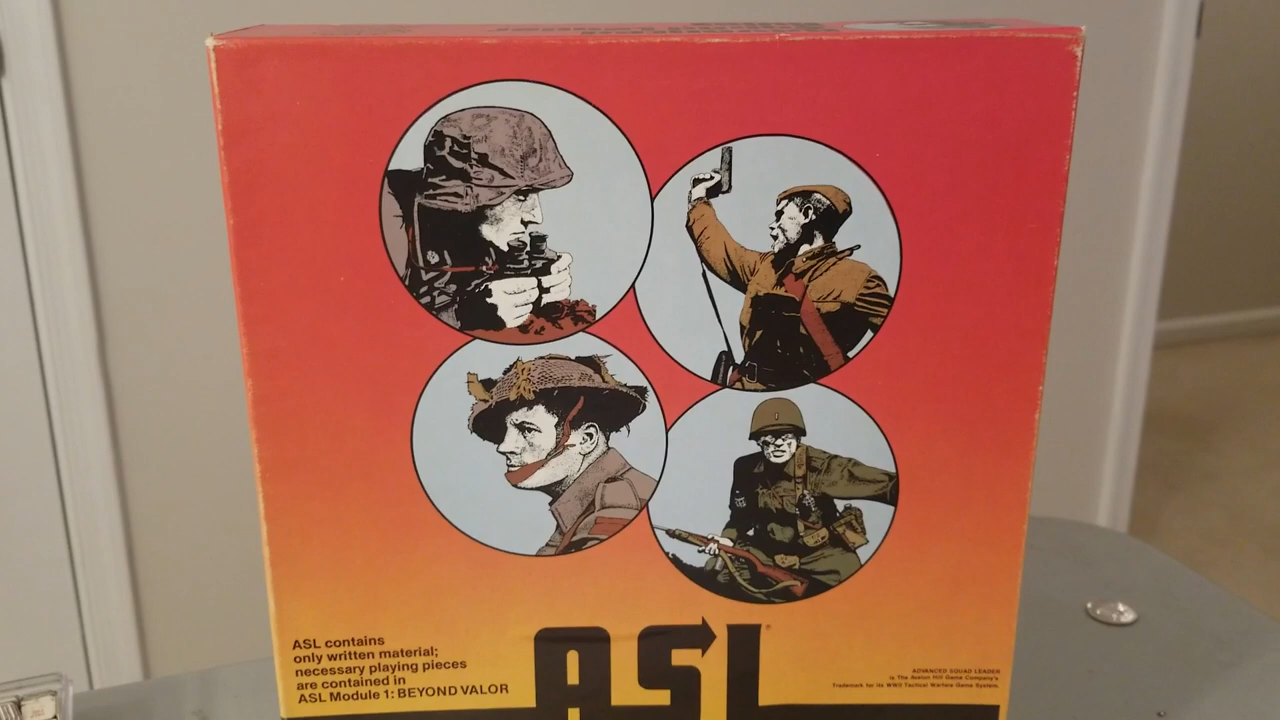 ASL contains
only written material;
necessary playing pieces
are contained in
ASL Module 1: BEYOND VALOR
ASL®
ADVANCED SQUAD LEADER
is The Avalon Hill Game Company's
Trademark for its WWII Tactical Warfare Game System.